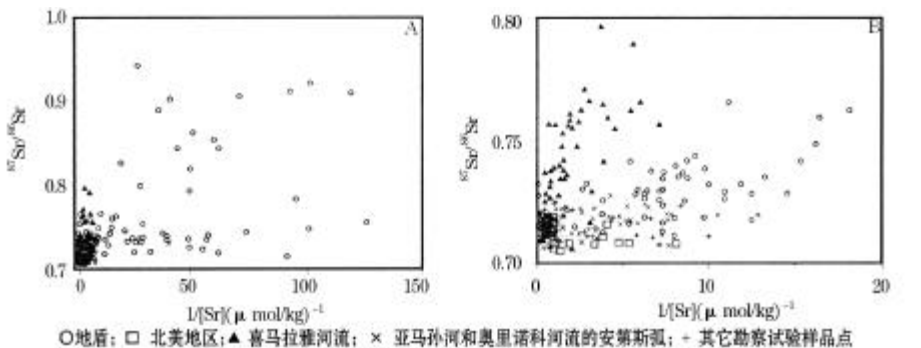 1.0
A
0.9
0.8
0.7
0
50
100
150
⁸⁷Sr/⁸⁶Sr
1/[Sr](μ mol/kg)⁻¹
0.80
B
0.75
0.70
0
10
20
⁸⁷Sr/⁸⁶Sr
1/[Sr](μ mol/kg)⁻¹
○地盾; □ 北美地区;▲ 喜马拉雅河流; × 亚马孙河和奥里诺科河流的安第斯弧; + 其它勘察试验样品点